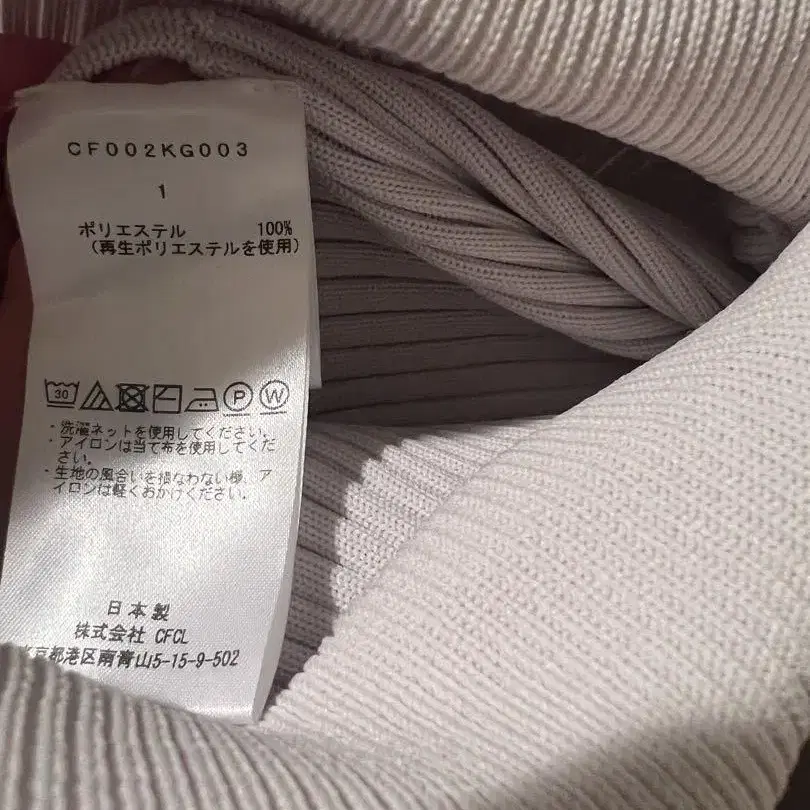 CF002KG003
1
ポリエステル 100%
(再生ポリエステルを使用)
30 P W
・洗濯ネットを使用してください。
・アイロンは当て布を使用してくだ
さい。
・生地の風合いを損なわない様、ア
イロンは軽くおかけください。
日本製
株式会社 CFCL
東京都港区南青山5-15-9-502